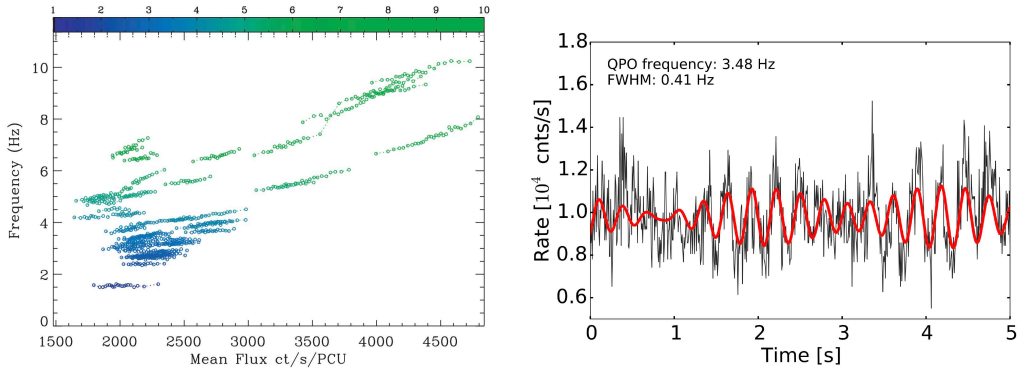 1 2 3 4 5 6 7 8 9 10
10
8
6
4
2
0
Frequency (Hz)
1500 2000 2500 3000 3500 4000 4500
Mean Flux ct/s/PCU
QPO frequency: 3.48 Hz
FWHM: 0.41 Hz
1.8
1.6
1.4
1.2
1.0
0.8
0.6
Rate [10⁴ cnts/s]
0 1 2 3 4 5
Time [s]